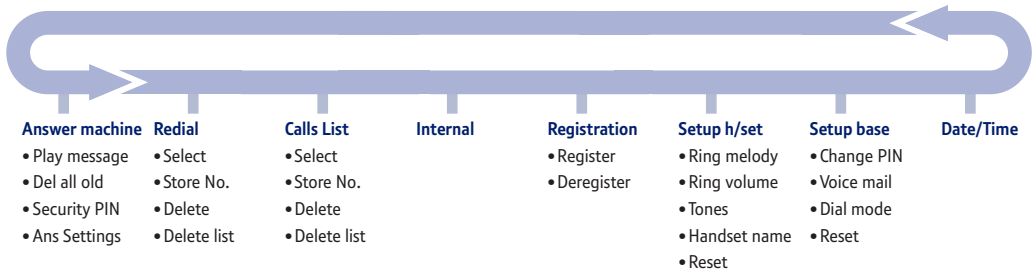 Answer machine
• Play message
• Del all old
• Security PIN
• Ans Settings
Redial
• Select
• Store No.
• Delete
• Delete list
Calls List
• Select
• Store No.
• Delete
• Delete list
Internal
Registration
• Register
• Deregister
Setup h/set
• Ring melody
• Ring volume
• Tones
• Handset name
• Reset
Setup base
• Change PIN
• Voice mail
• Dial mode
• Reset
Date/Time